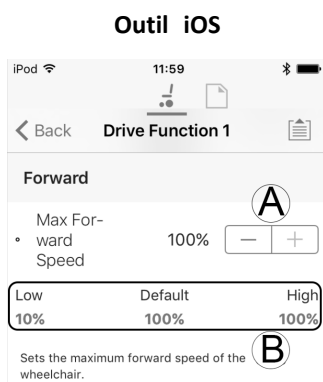 Outil iOS
iPod 11:59
Back Drive Function 1
Forward
A
Max For-
ward 100% − +
Speed
Low Default High
10% 100% 100%
B
Sets the maximum forward speed of the
wheelchair.